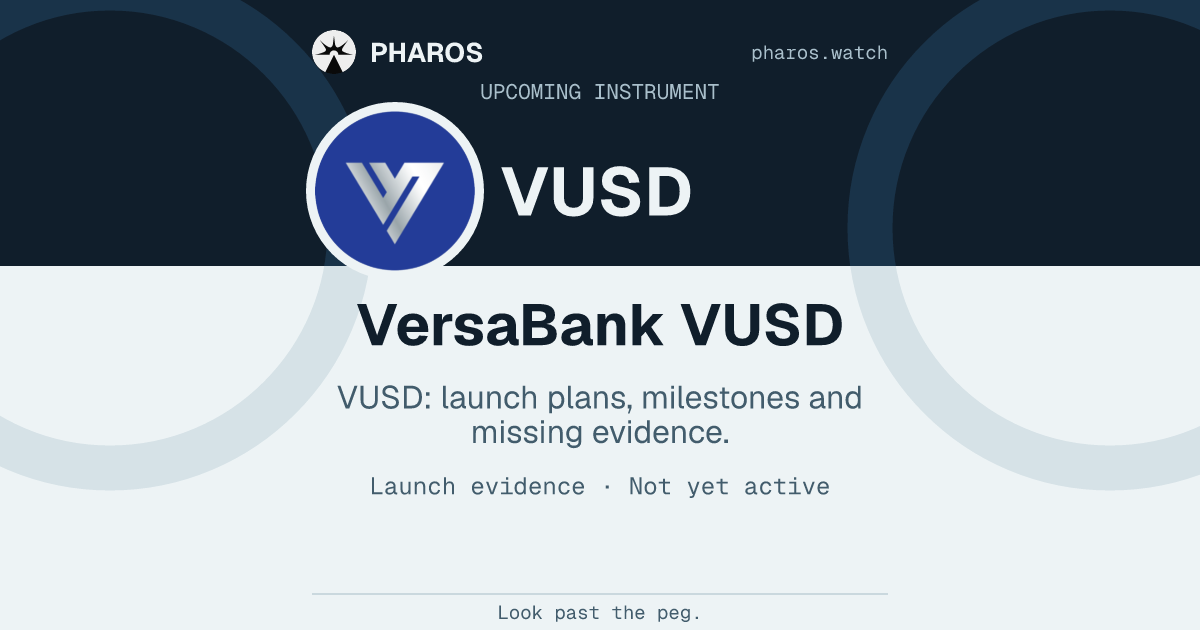 PHAROS
pharos.watch
UPCOMING INSTRUMENT
VUSD
VersaBank VUSD
VUSD: launch plans, milestones and
missing evidence.
Launch evidence · Not yet active
Look past the peg.